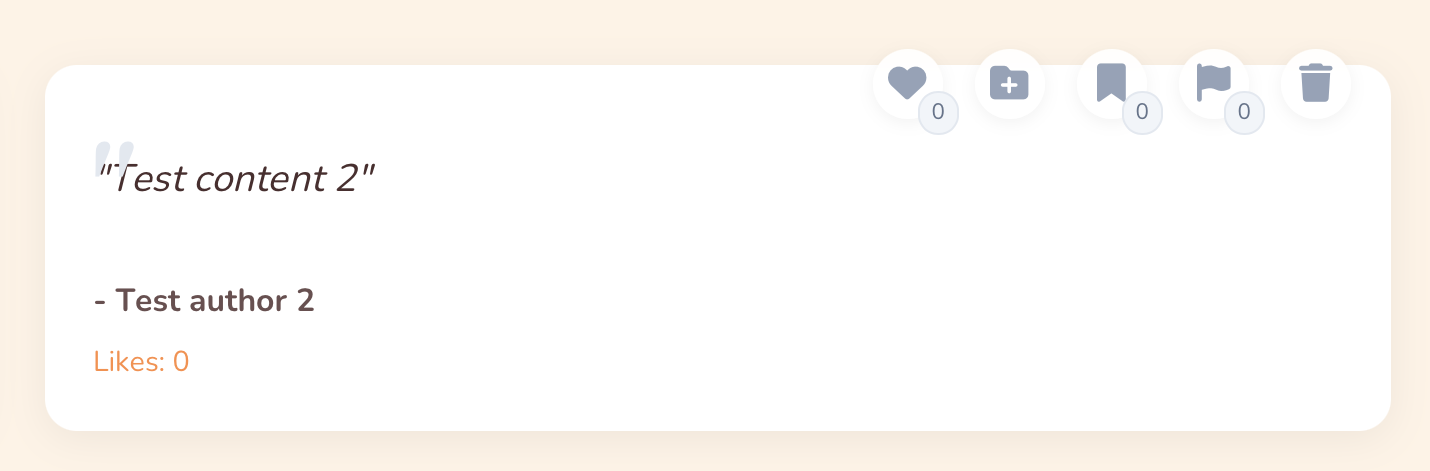 0 0 0
"Test content 2"
- Test author 2
Likes: 0